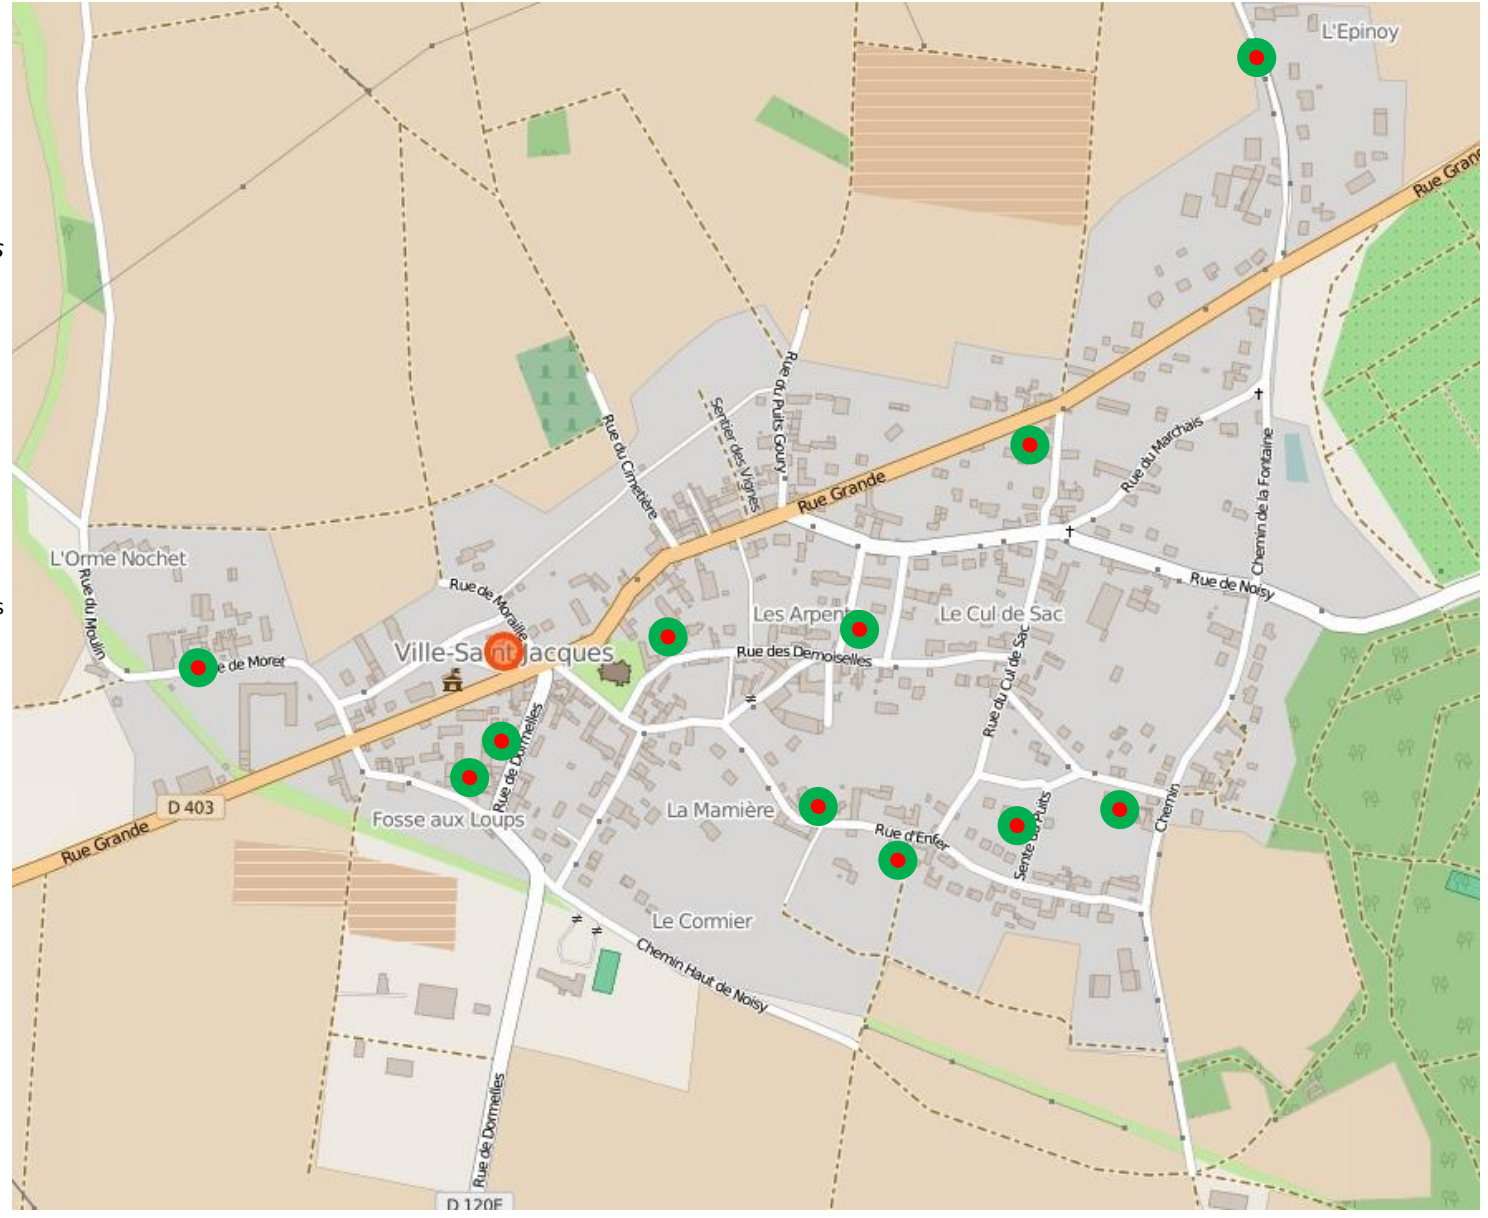 L'Epinoy
Rue Gran
s
Rue du Puits Goury
Sentier des Vignes
Rue du Cimetière
Rue du Marchais
Chemin de la Fontaine
Rue Grande
L'Orme Nochet
Rue du Moulin
Rue de Moraille
Rue de Noisy
s
Les Arpent
Le Cul de Sac
Ville-Saint-Jacques
Rue des Demoiselles
e de Moret
Rue du Cul de Sac
Rue de Dormelles
D 403
La Mamière
Fosse aux Loups
Rue Grande
Rue d'Enfer
Sente du Puits
Chemin
Le Cormier
Chemin Haut de Noisy
Rue de Dormelles
D 120E